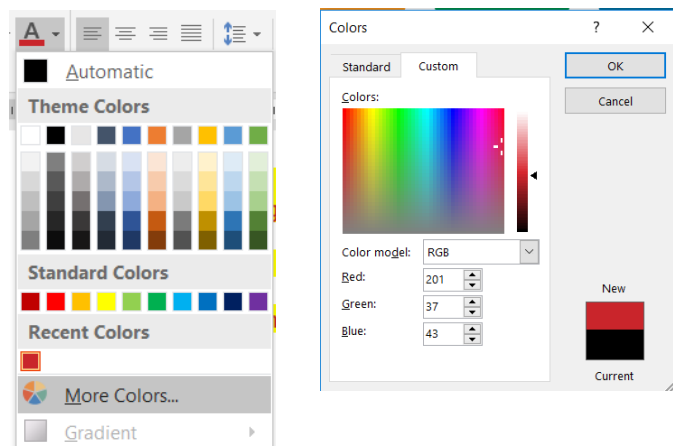 A
Automatic
Theme Colors
Standard Colors
Recent Colors
More Colors...
Gradient
Colors
?
Standard
Custom
OK
Cancel
Colors:
Color model: RGB
Red: 201
Green: 37
Blue: 43
New
Current